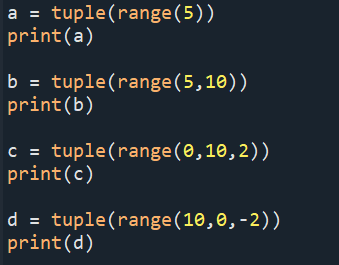 a = tuple(range(5))
print(a)
b = tuple(range(5,10))
print(b)
c = tuple(range(0,10,2))
print(c)
d = tuple(range(10,0,-2))
print(d)